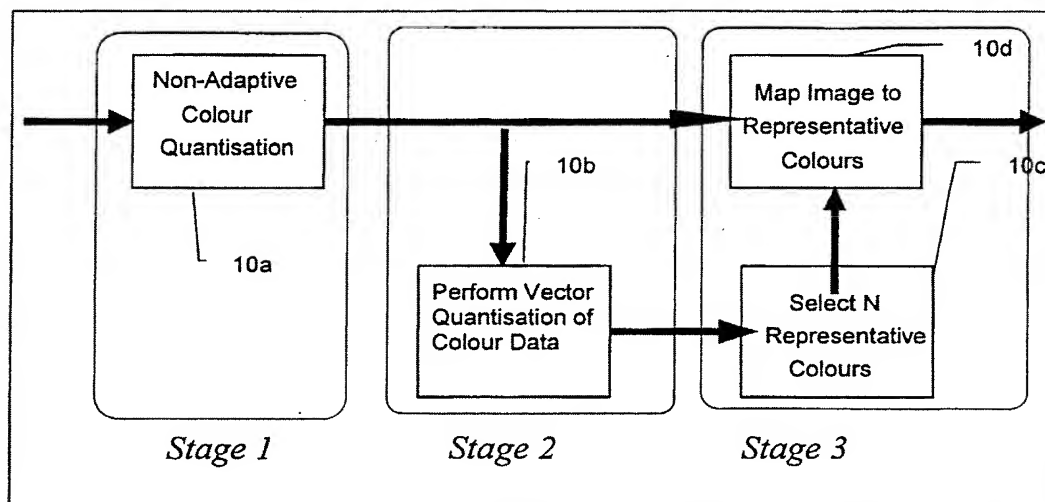 Non-Adaptive
Colour
Quantisation
10a
Stage 1
10b
Perform Vector
Quantisation of
Colour Data
Stage 2
10d
Map Image to
Representative
Colours
10c
Select N
Representative
Colours
Stage 3